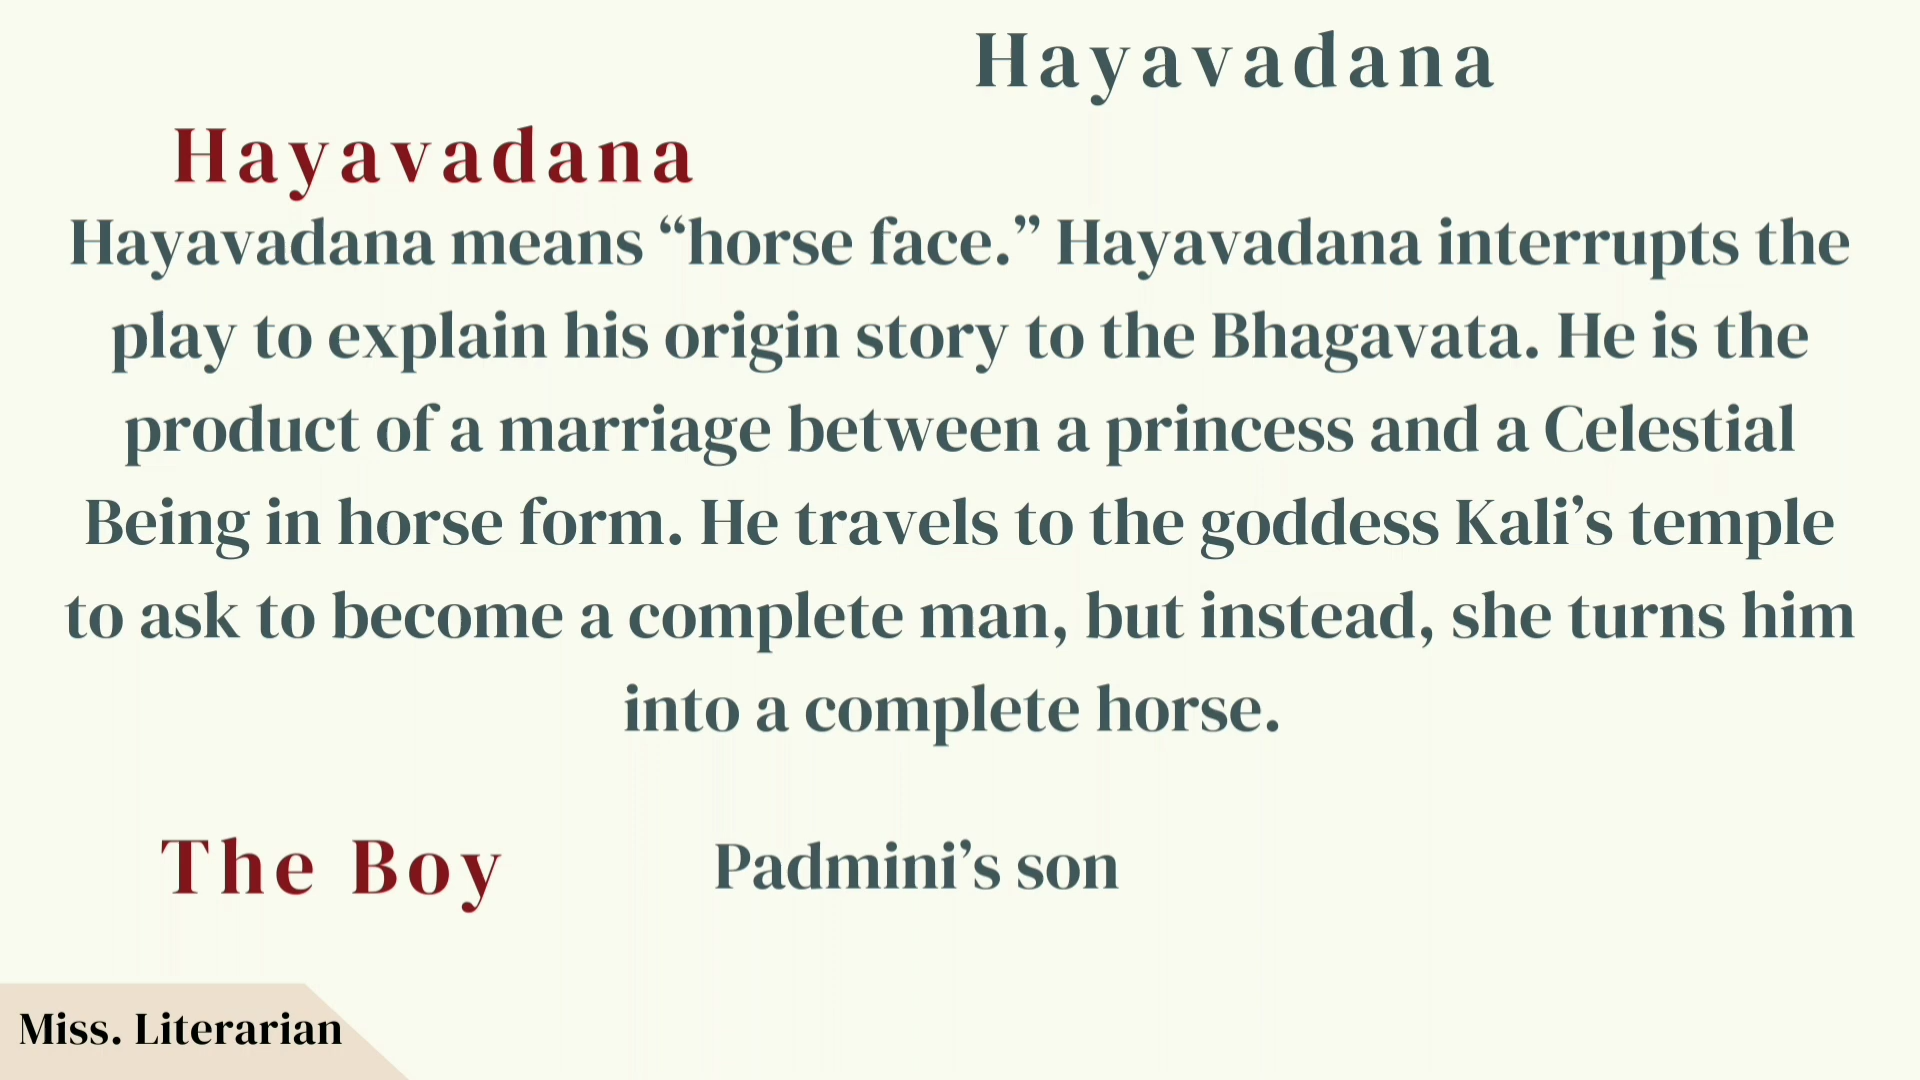 Hayavadana
Hayavadana
Hayavadana means “horse face.” Hayavadana interrupts the
play to explain his origin story to the Bhagavata. He is the
product of a marriage between a princess and a Celestial
Being in horse form. He travels to the goddess Kali’s temple
to ask to become a complete man, but instead, she turns him
into a complete horse.
The Boy
Padmini’s son
Miss. Literarian